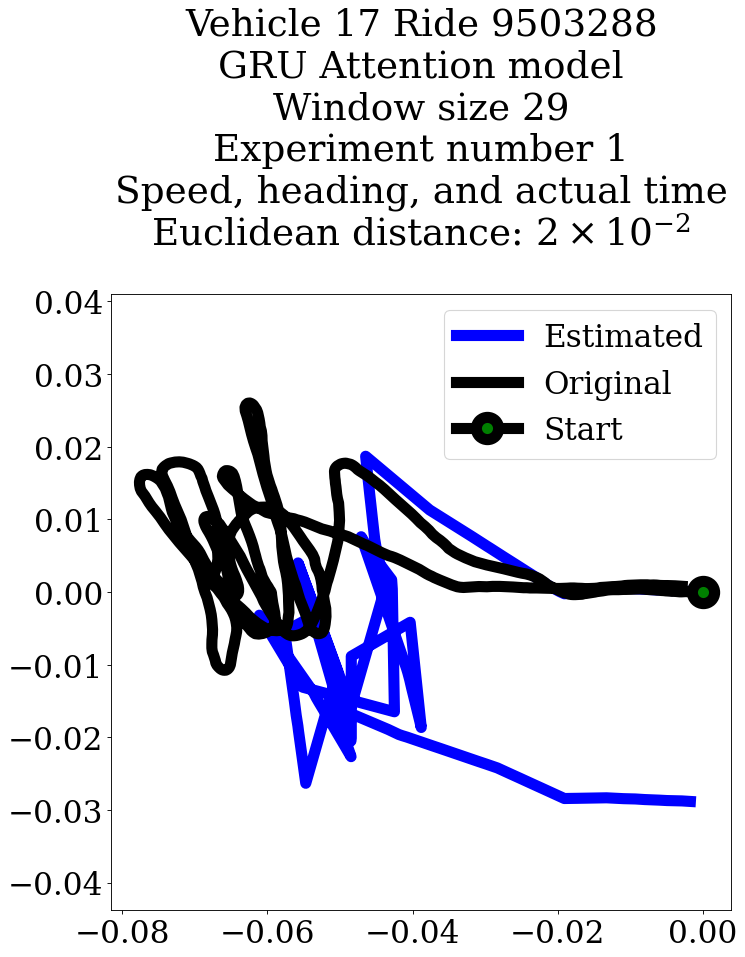 Vehicle 17 Ride 9503288
GRU Attention model
Window size 29
Experiment number 1
Speed, heading, and actual time
Euclidean distance: 2 × 10⁻²
0.04
0.03
0.02
0.01
0.00
−0.01
−0.02
−0.03
−0.04
Estimated
Original
Start
−0.08
−0.06
−0.04
−0.02
0.00